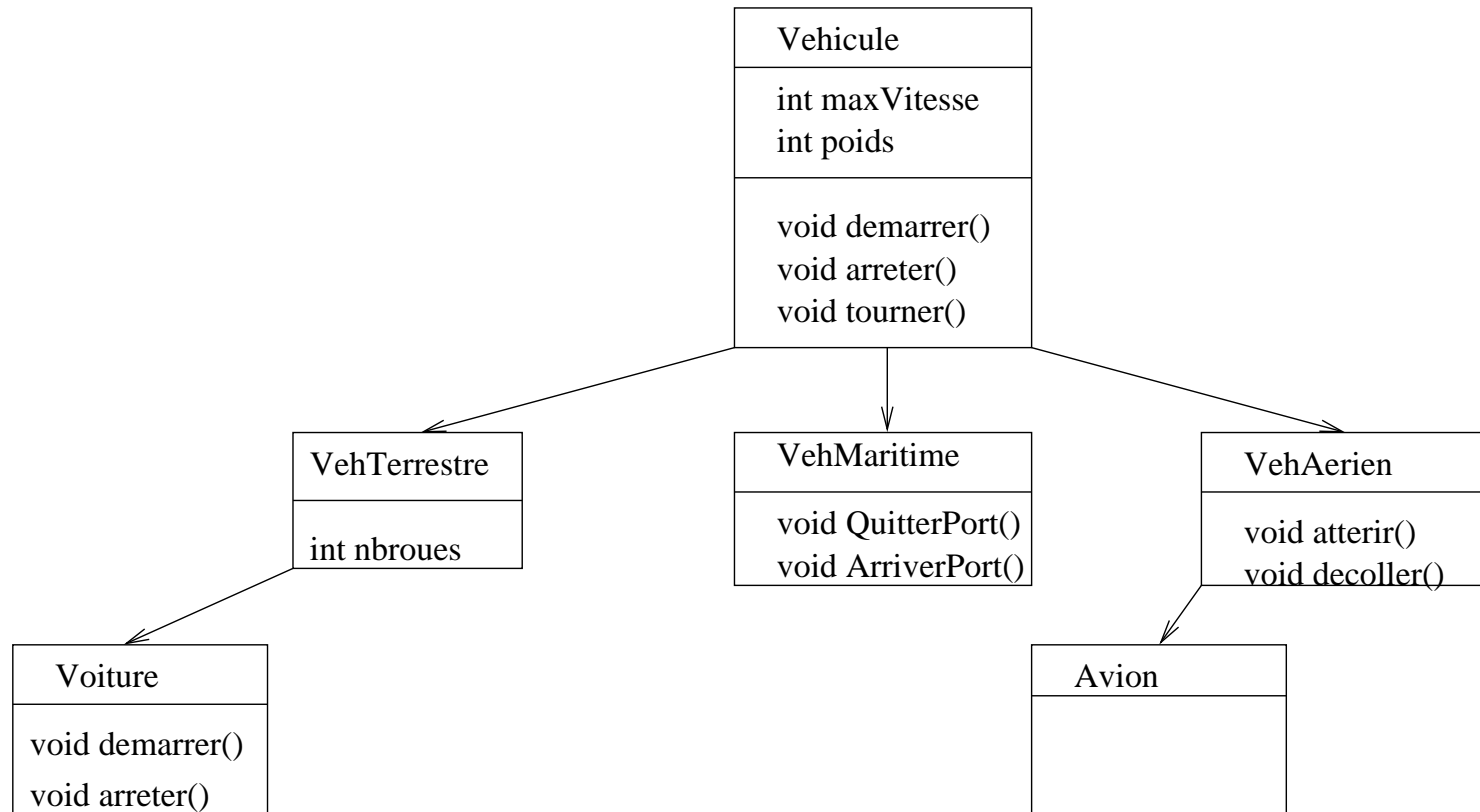 Vehicule
int maxVitesse
int poids
void demarrer()
void arreter()
void tourner()
VehTerrestre
int nbroues
VehMaritime
void QuitterPort()
void ArriverPort()
VehAerien
void atterir()
void decoller()
Voiture
void demarrer()
void arreter()
Avion